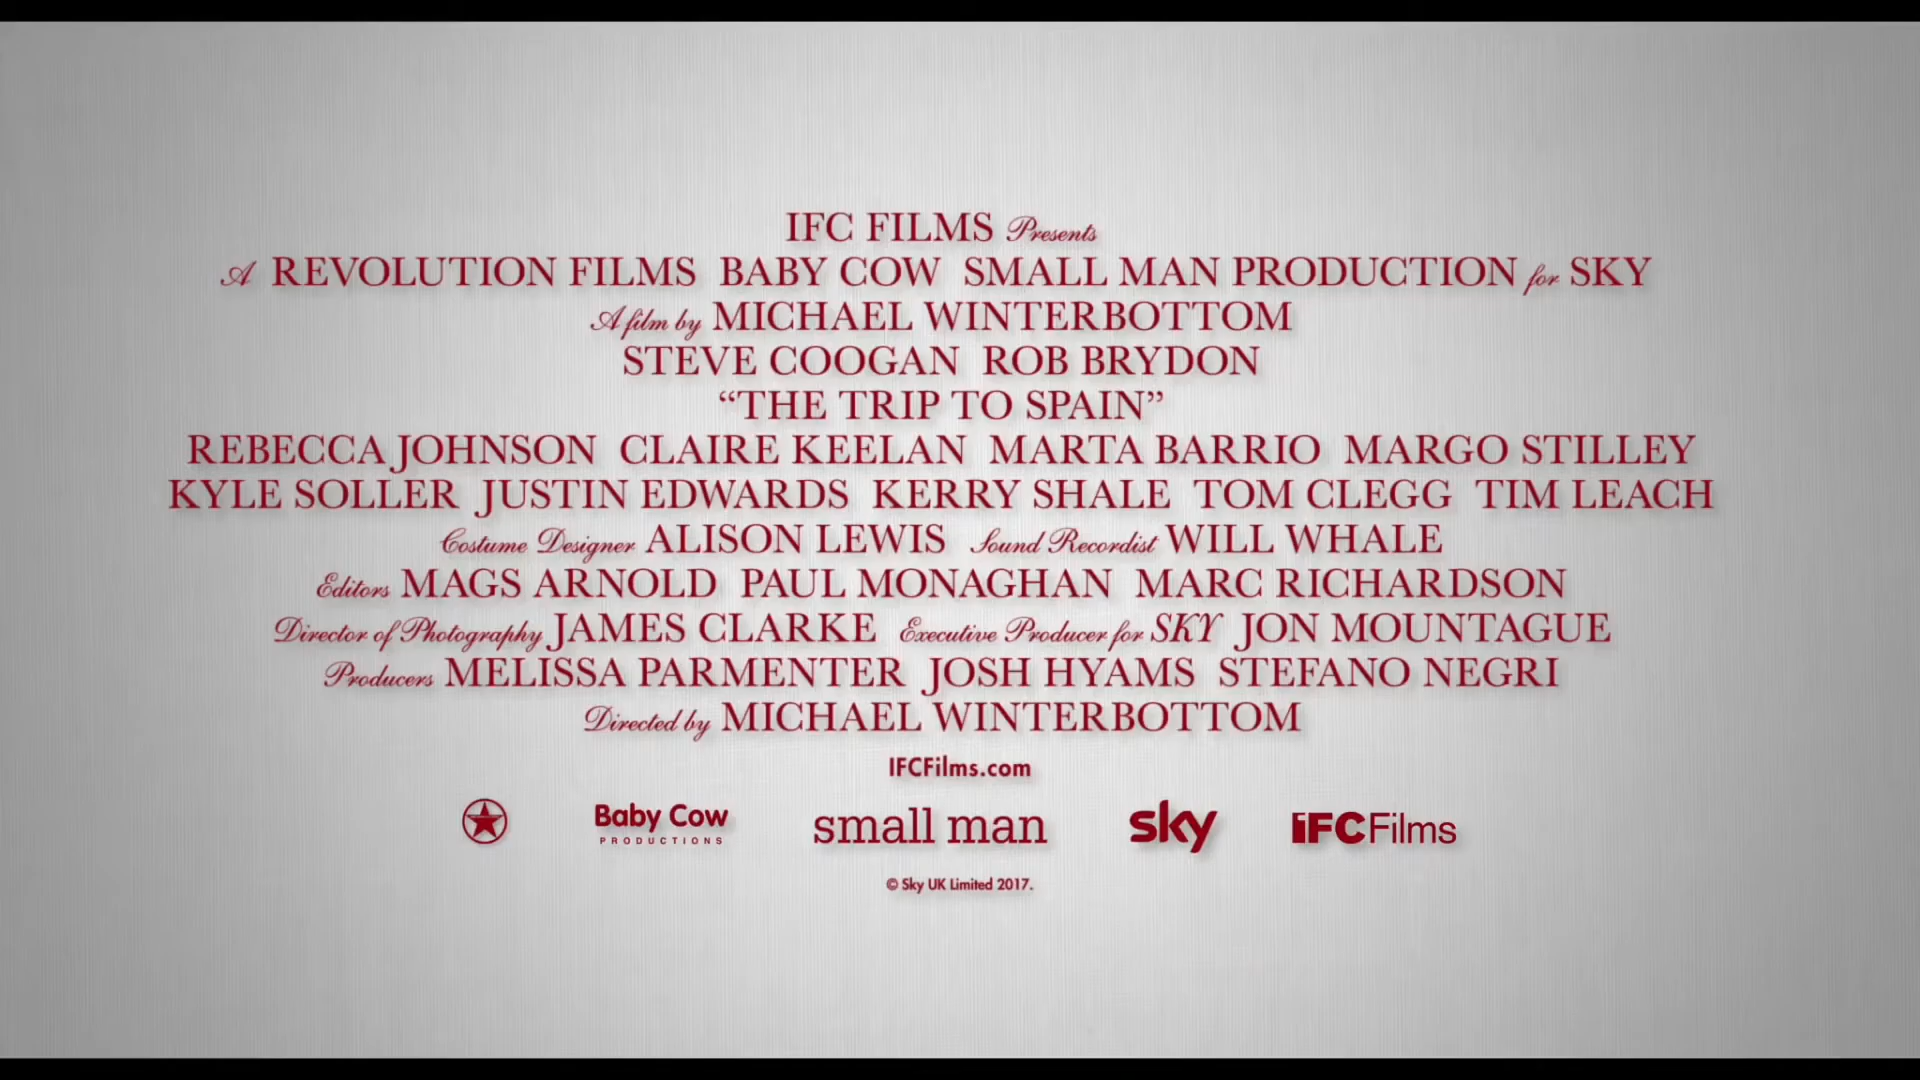 IFC FILMS Presents
A REVOLUTION FILMS BABY COW SMALL MAN PRODUCTION for SKY
A film by MICHAEL WINTERBOTTOM
STEVE COOGAN ROB BRYDON
“THE TRIP TO SPAIN”
REBECCA JOHNSON CLAIRE KEELAN MARTA BARRIO MARGO STILLEY
KYLE SOLLER JUSTIN EDWARDS KERRY SHALE TOM CLEGG TIM LEACH
Costume Designer ALISON LEWIS Sound Recordist WILL WHALE
Editors MAGS ARNOLD PAUL MONAGHAN MARC RICHARDSON
Director of Photography JAMES CLARKE Executive Producer for SKY JON MOUNTAGUE
Producers MELISSA PARMENTER JOSH HYAMS STEFANO NEGRI
Directed by MICHAEL WINTERBOTTOM
IFCFilms.com
Baby Cow PRODUCTIONS small man sky IFCFilms
© Sky UK Limited 2017.